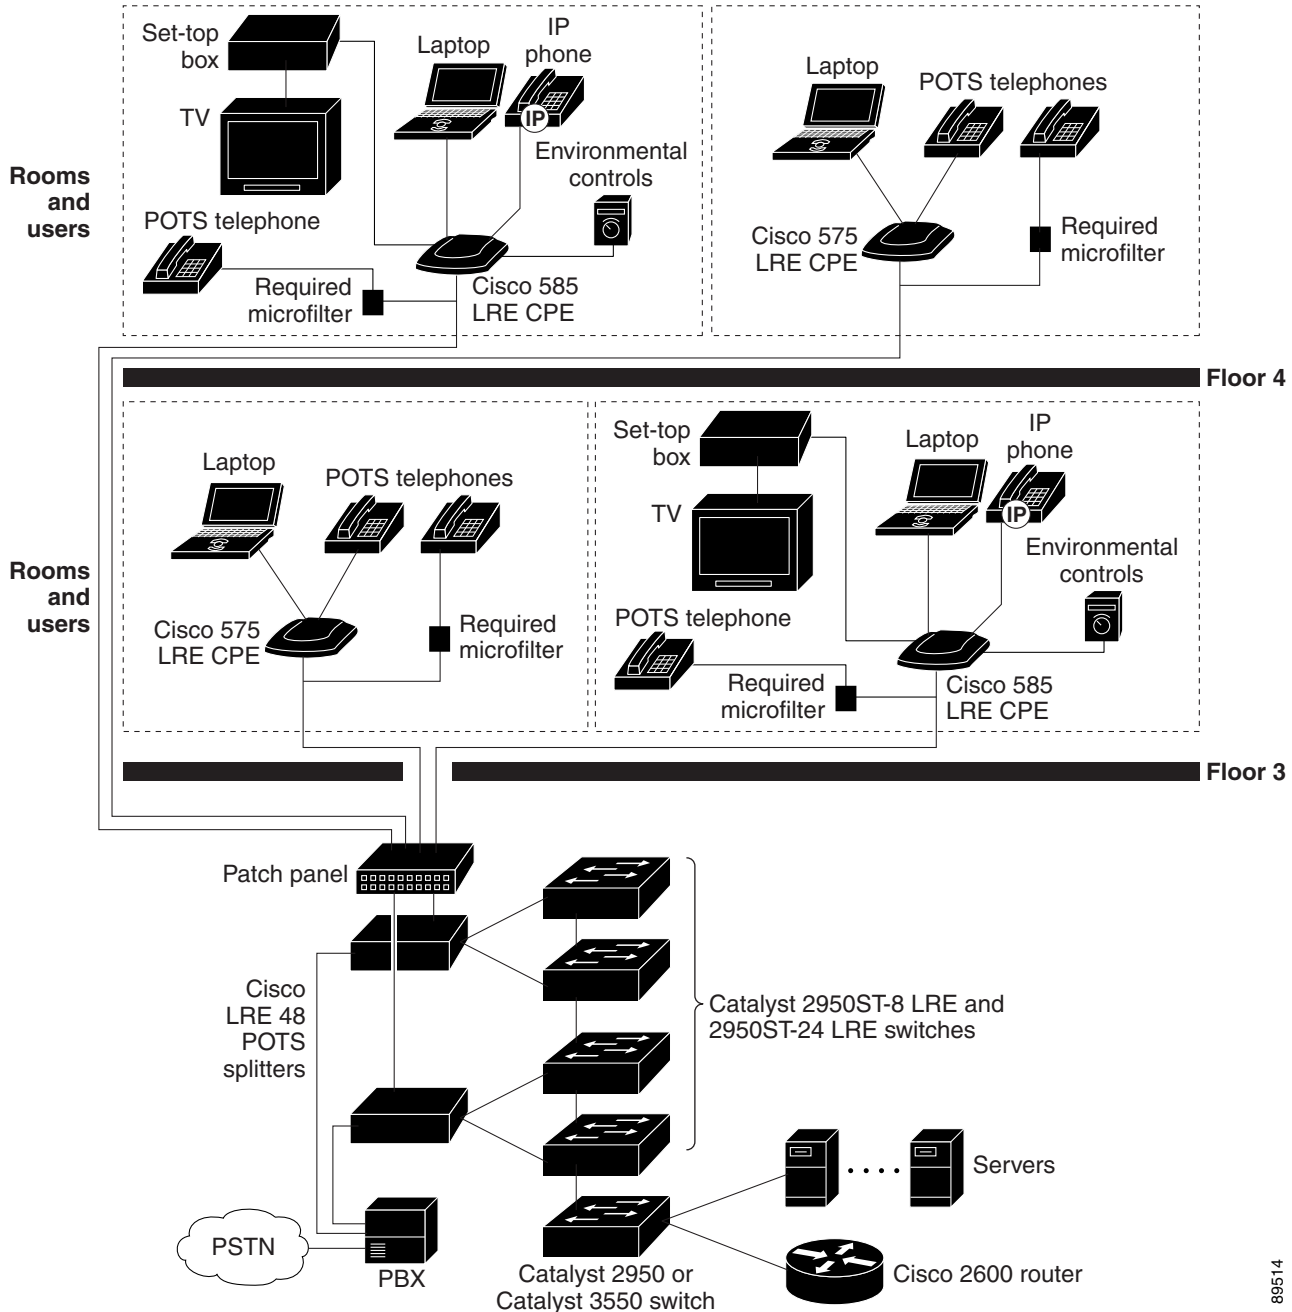 Set-top
box
Laptop
IP
phone
TV
IP
Environmental
controls
POTS telephone
Required
microfilter
Cisco 585
LRE CPE
Laptop
POTS telephones
Cisco 575
LRE CPE
Required
microfilter
Rooms
and
users
Floor 4
Laptop
POTS telephones
Cisco 575
LRE CPE
Required
microfilter
Set-top
box
Laptop
IP
phone
TV
IP
Environmental
controls
POTS telephone
Required
microfilter
Cisco 585
LRE CPE
Rooms
and
users
Floor 3
Patch panel
Cisco
LRE 48
POTS
splitters
Catalyst 2950ST-8 LRE and
2950ST-24 LRE switches
Servers
PSTN
PBX
Catalyst 2950 or
Catalyst 3550 switch
Cisco 2600 router
89514